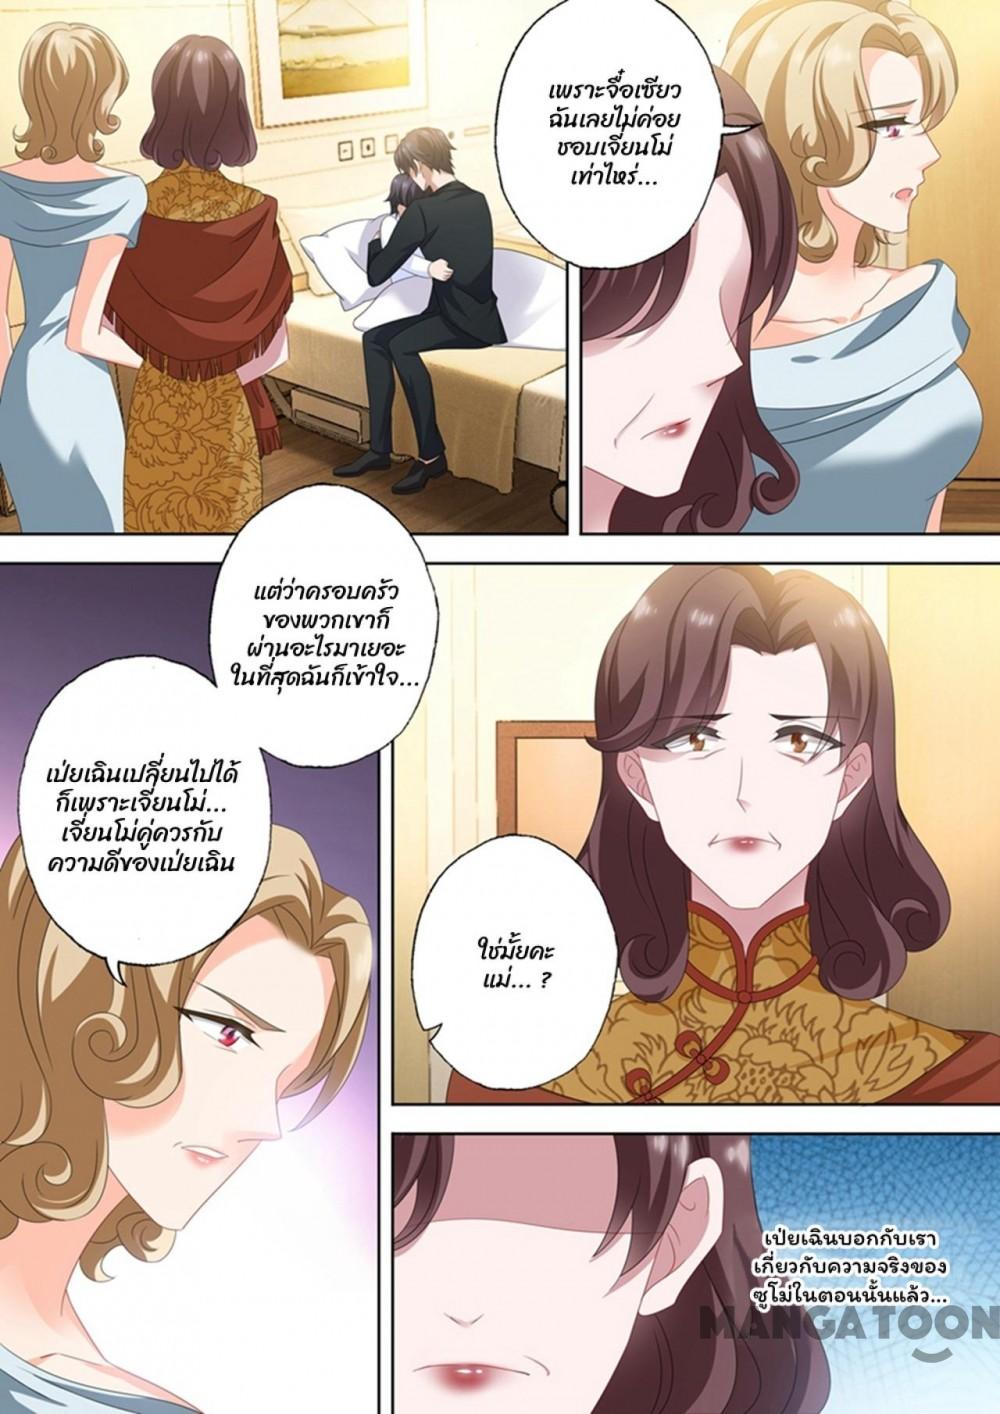 เพราะจื๋อเซียว
ฉันเลยไม่ค่อย
ชอบเจี่ยนโม่
เท่าไหร่...
แต่ว่าครอบครัว
ของพวกเขาก็
ผ่านอะไรมาเยอะ
ในที่สุดฉันก็เข้าใจ...
เป่ยเฉินเปลี่ยนไปได้
ก็เพราะเจี่ยนโม่...
เจี่ยนโม่คู่ควรกับ
ความดีของเป่ยเฉิน
ใช่มั้ยคะ
แม่... ?
เป่ยเฉินบอกกับเรา
เกี่ยวกับความจริงของ
ซูโม่ในตอนนั้นแล้ว...
MANGATOON